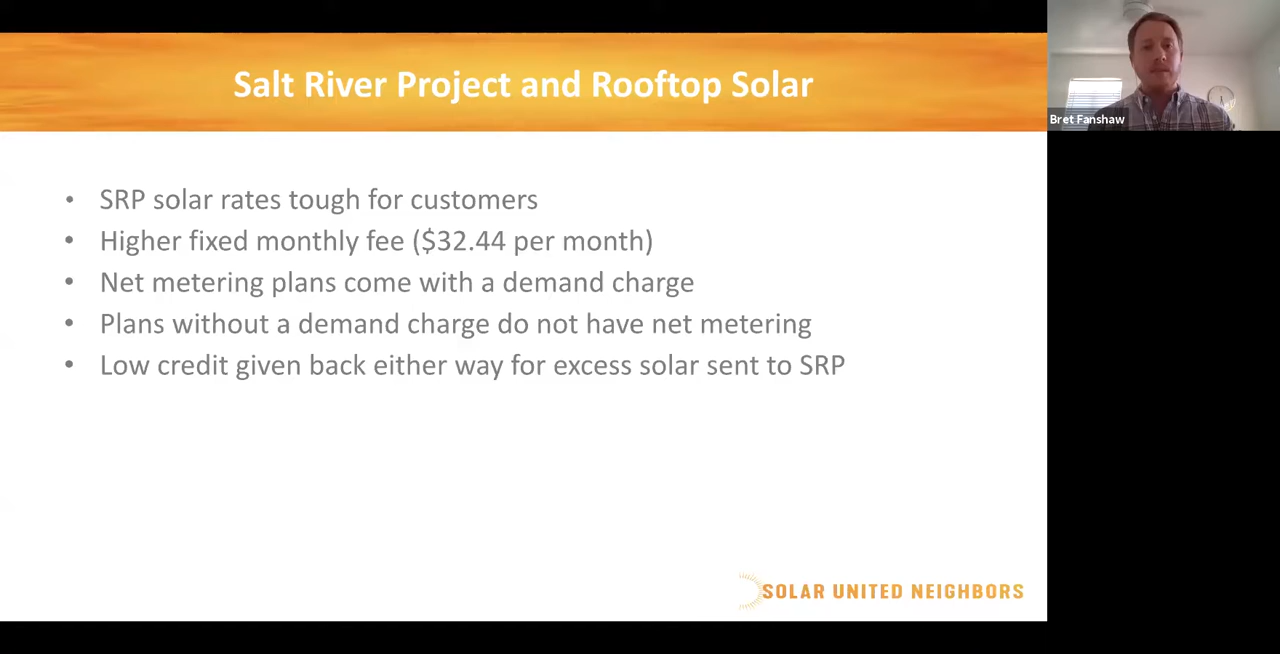 Salt River Project and Rooftop Solar
Bret Fanshaw
• SRP solar rates tough for customers
• Higher fixed monthly fee ($32.44 per month)
• Net metering plans come with a demand charge
• Plans without a demand charge do not have net metering
• Low credit given back either way for excess solar sent to SRP
SOLAR UNITED NEIGHBORS